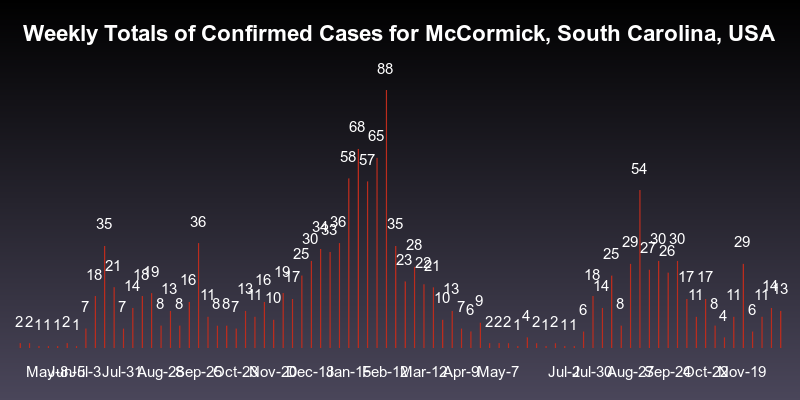 Weekly Totals of Confirmed Cases for McCormick, South Carolina, USA
88
68
65
58
57
54
36 36
35 34 33 35
30 29 30 30 29
25 28 27 26
21 25 23 22 21 25
18 18 19 16 16 19 17 18 17 17
14 13 11 13 11 10 10 13 14 11 11 11 14 13
7 7 8 8 8 8 7 7 6 9 6 8 8 6
2 2 1 1 1 2 1 2 2 2 1 4 2 1 2 1 1 4
May-8 Jun-5 Jul-3 Jul-31 Aug-28 Sep-25 Oct-23 Nov-20 Dec-18 Jan-15 Feb-12 Mar-12 Apr-9 May-7 Jul-2 Jul-30 Aug-27 Sep-24 Oct-22 Nov-19